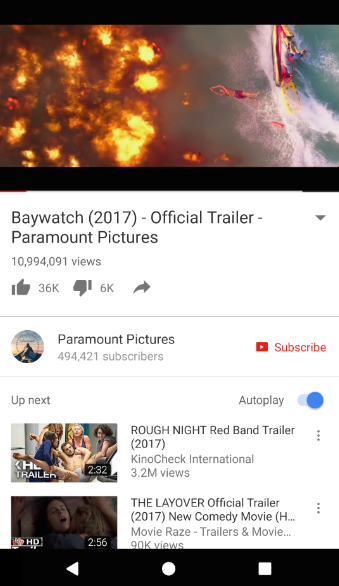 Baywatch (2017) - Official Trailer -
Paramount Pictures
10,994,091 views
36K
6K
Paramount Pictures
494,421 subscribers
Subscribe
Up next
Autoplay
ROUGH NIGHT Red Band Trailer
(2017)
KinoCheck International
3.2M views
TRAILER
2:32
THE LAYOVER Official Trailer
(2017) New Comedy Movie (H...
Movie Raze - Trailers & Movie...
90K views
HD
2:56